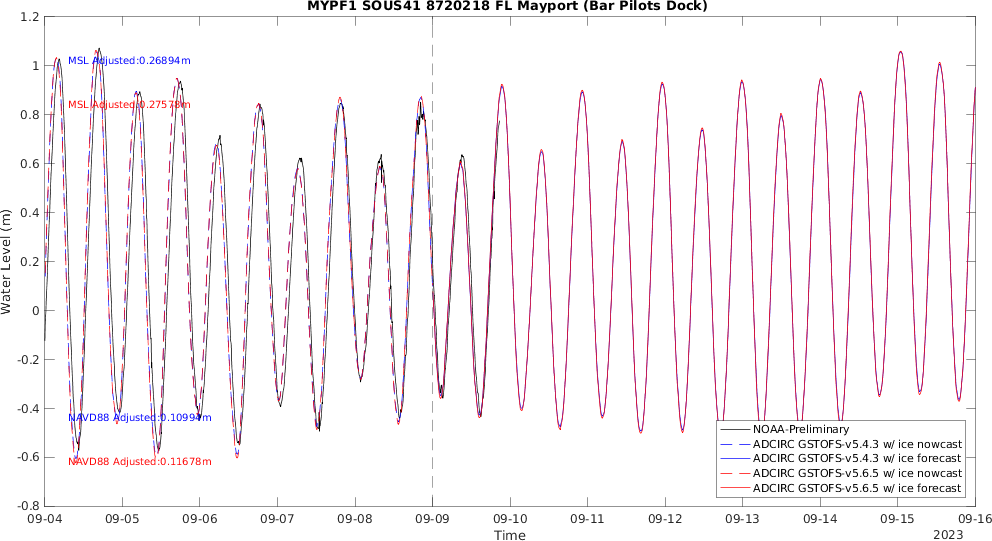 MYPF1 SOUS41 8720218 FL Mayport (Bar Pilots Dock)
1.2
1
0.8
0.6
0.4
0.2
0
-0.2
-0.4
-0.6
-0.8
Water Level (m)
MSL Adjusted:0.26894m
MSL Adjusted:0.27578m
NAVD88 Adjusted:0.10994m
NAVD88 Adjusted:0.11678m
NOAA-Preliminary
ADCIRC GSTOFS-v5.4.3 w/ ice nowcast
ADCIRC GSTOFS-v5.4.3 w/ ice forecast
ADCIRC GSTOFS-v5.6.5 w/ ice nowcast
ADCIRC GSTOFS-v5.6.5 w/ ice forecast
09-04 09-05 09-06 09-07 09-08 09-09 09-10 09-11 09-12 09-13 09-14 09-15 09-16
Time
2023